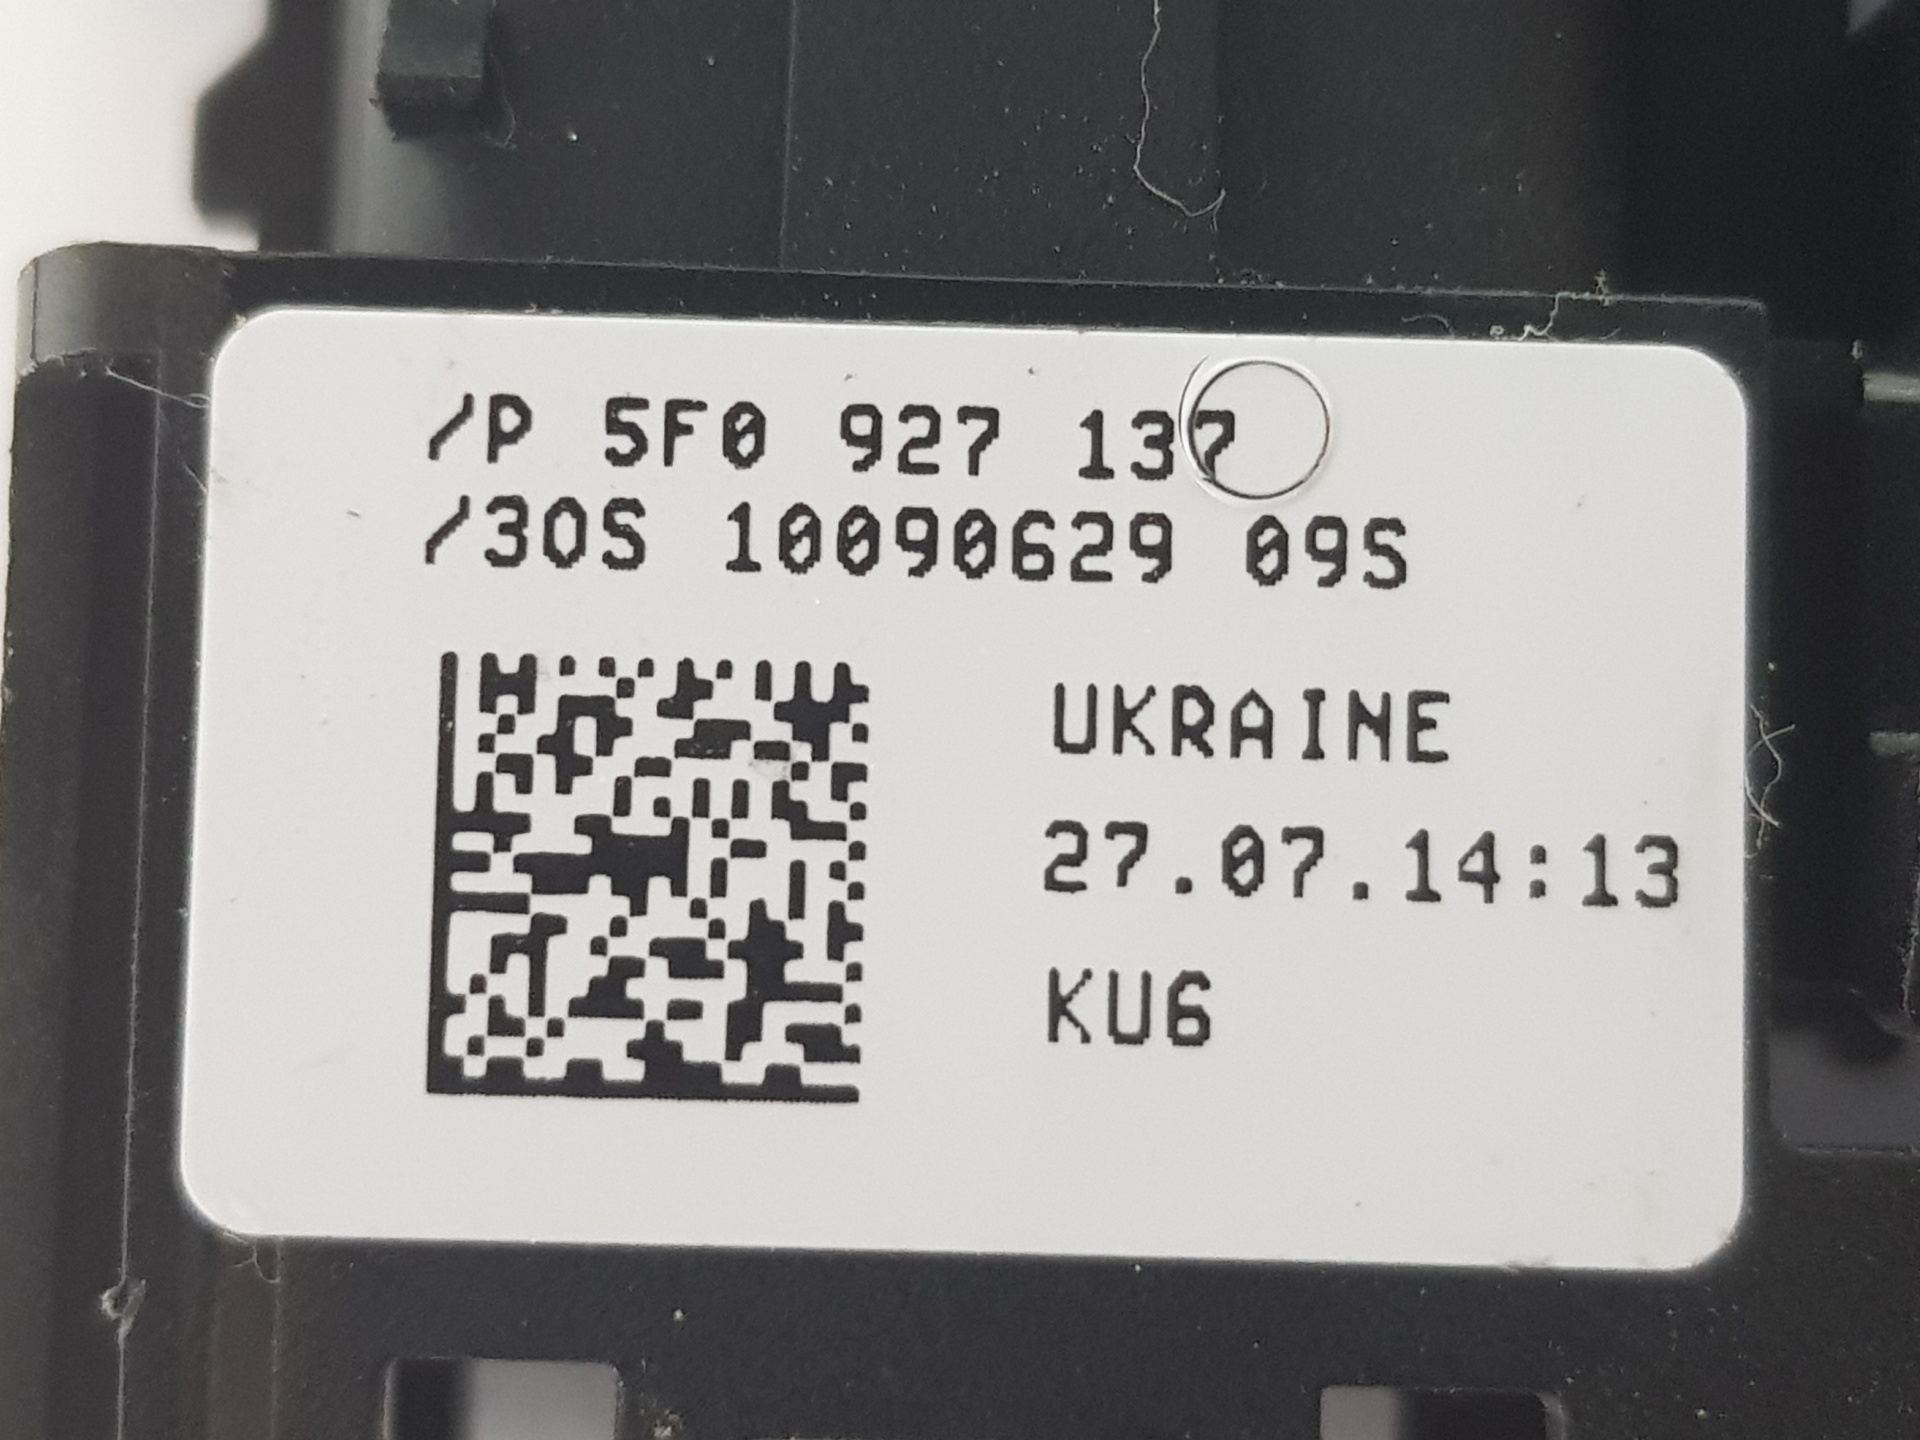 /P 5F0 927 137
/30S 10090629 09S
UKRAINE
27.07.14:13
KU6